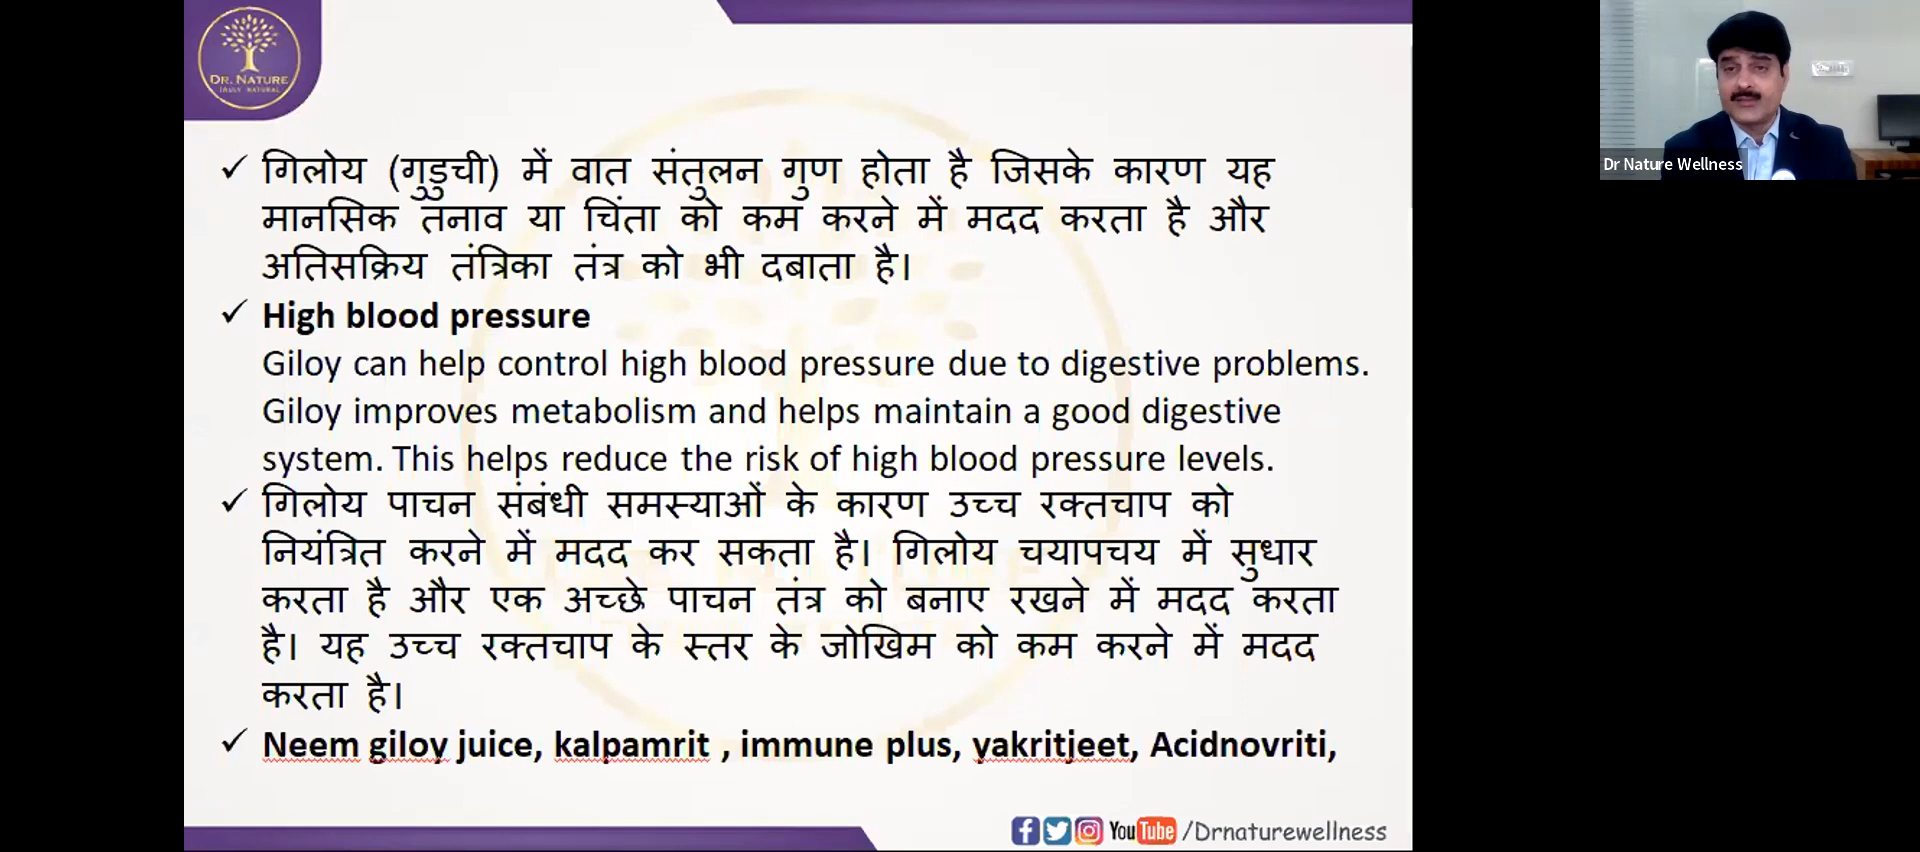 DR. NATURE
TRULY NATURAL
गिलोय (गुडुची) में वात संतुलन गुण होता है जिसके कारण यह
मानसिक तनाव या चिंता को कम करने में मदद करता है और
अतिसक्रिय तंत्रिका तंत्र को भी दबाता है।
High blood pressure
Giloy can help control high blood pressure due to digestive problems.
Giloy improves metabolism and helps maintain a good digestive
system. This helps reduce the risk of high blood pressure levels.
गिलोय पाचन संबंधी समस्याओं के कारण उच्च रक्तचाप को
नियंत्रित करने में मदद कर सकता है। गिलोय चयापचय में सुधार
करता है और एक अच्छे पाचन तंत्र को बनाए रखने में मदद करता
है। यह उच्च रक्तचाप के स्तर के जोखिम को कम करने में मदद
करता है।
Neem giloy juice, kalpamrit , immune plus, yakritjeet, Acidnovriti,
YouTube /Drnaturewellness
Dr Nature Wellness